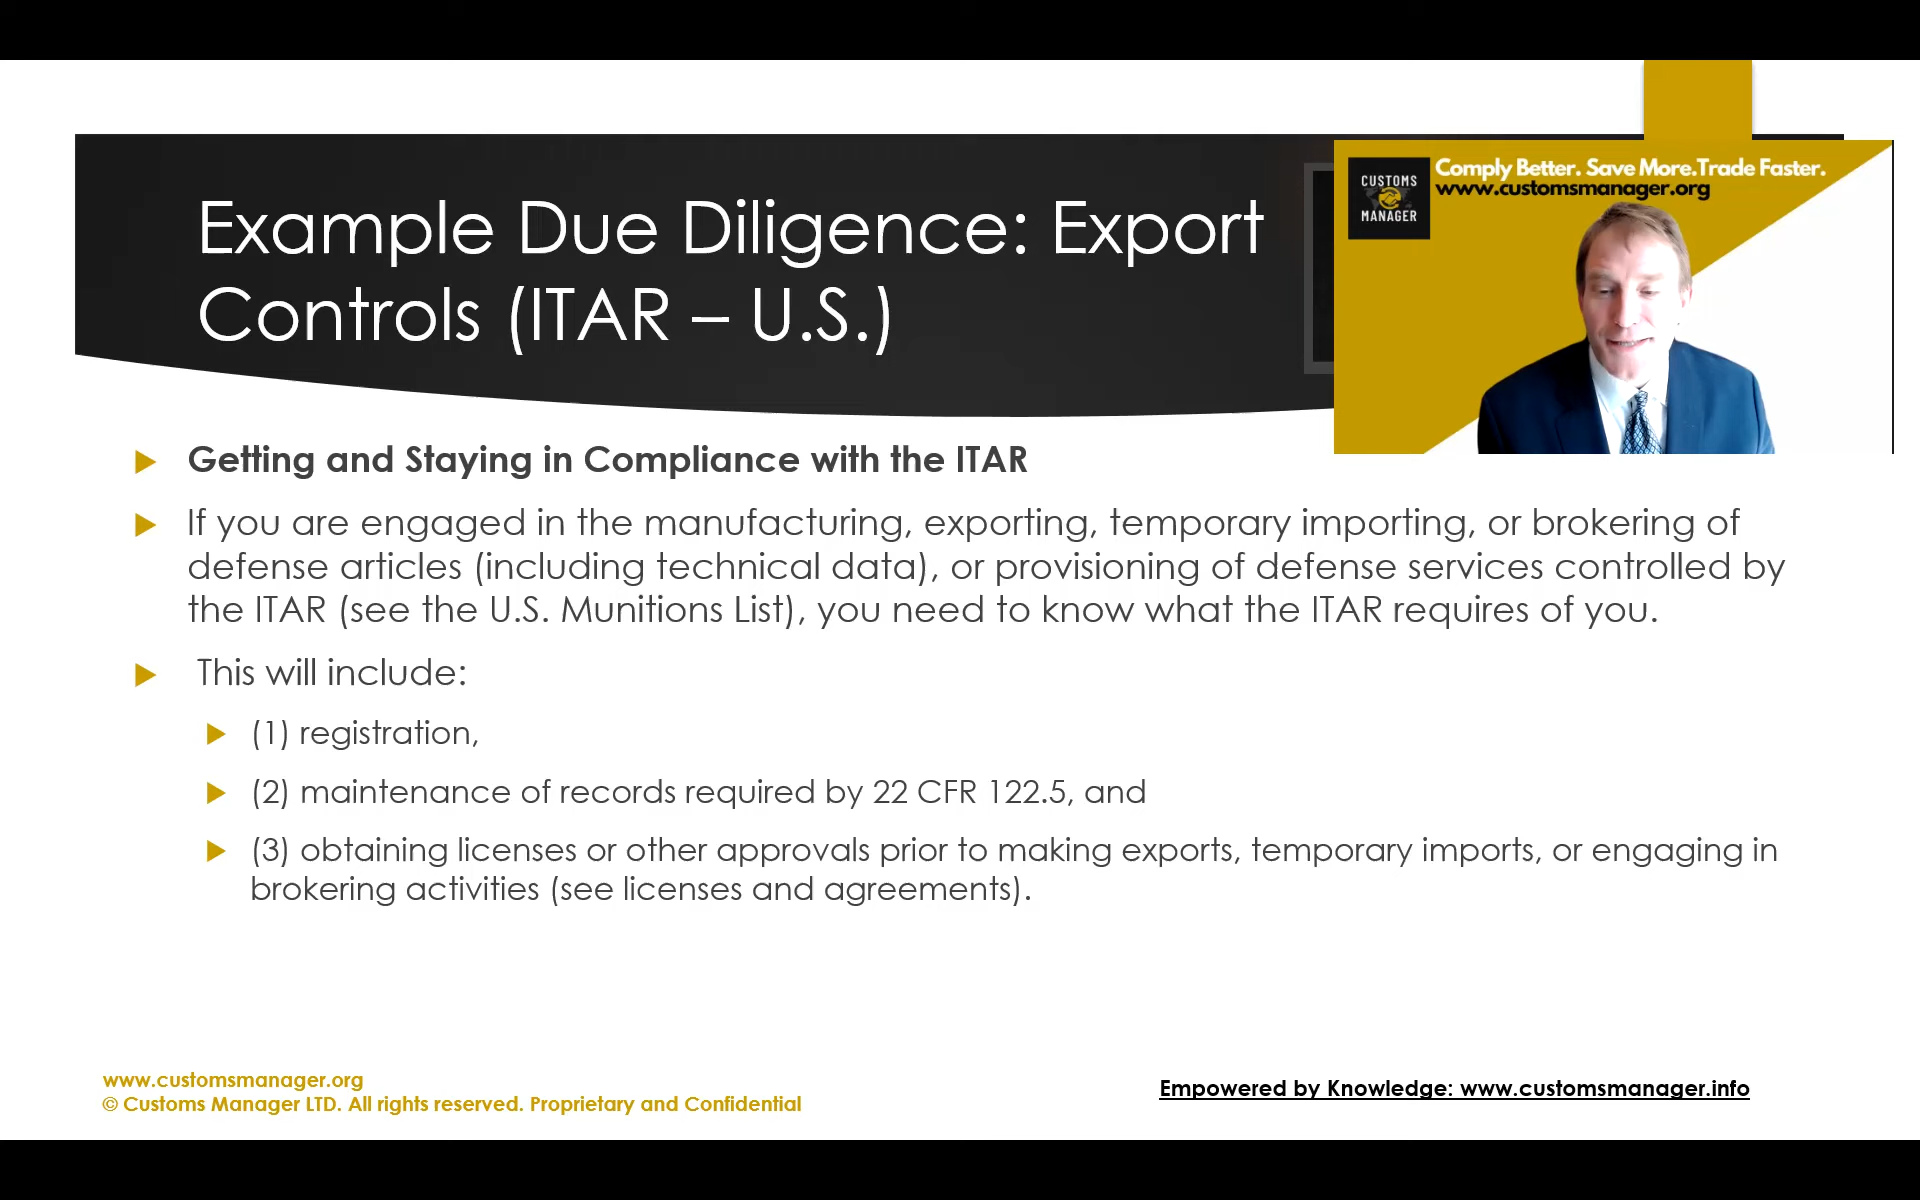 Comply Better. Save More.Trade Faster.
www.customsmanager.org
CUSTOMS
MANAGER
Example Due Diligence: Export
Controls (ITAR – U.S.)
Getting and Staying in Compliance with the ITAR
If you are engaged in the manufacturing, exporting, temporary importing, or brokering of
defense articles (including technical data), or provisioning of defense services controlled by
the ITAR (see the U.S. Munitions List), you need to know what the ITAR requires of you.
This will include:
(1) registration,
(2) maintenance of records required by 22 CFR 122.5, and
(3) obtaining licenses or other approvals prior to making exports, temporary imports, or engaging in
brokering activities (see licenses and agreements).
www.customsmanager.org
© Customs Manager LTD. All rights reserved. Proprietary and Confidential
Empowered by Knowledge: www.customsmanager.info